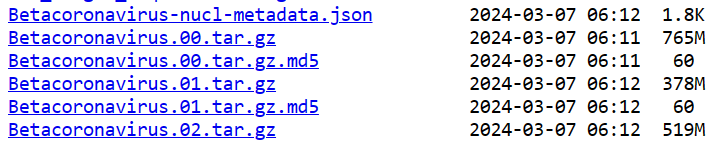 Betacoronavirus-nucl-metadata.json 2024-03-07 06:12 1.8K
Betacoronavirus.00.tar.gz 2024-03-07 06:11 765M
Betacoronavirus.00.tar.gz.md5 2024-03-07 06:11 60
Betacoronavirus.01.tar.gz 2024-03-07 06:12 378M
Betacoronavirus.01.tar.gz.md5 2024-03-07 06:12 60
Betacoronavirus.02.tar.gz 2024-03-07 06:12 519M